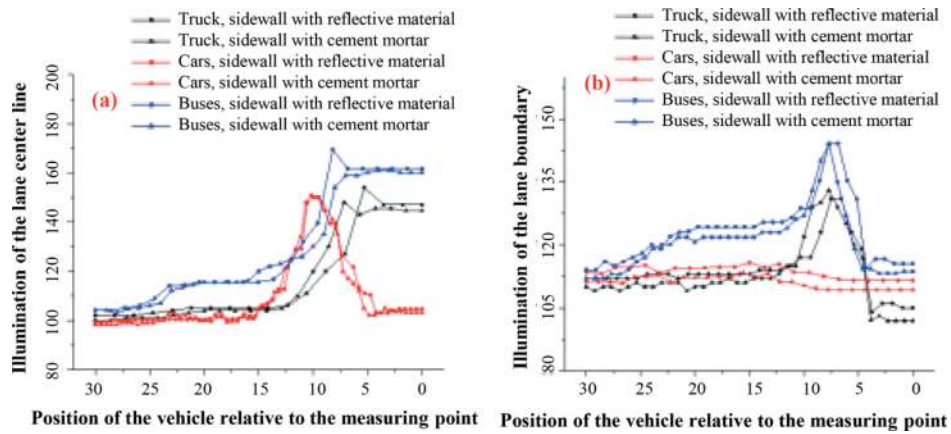 Truck, sidewall with reflective material
Truck, sidewall with cement mortar
Cars, sidewall with reflective material
Cars, sidewall with cement mortar
Buses, sidewall with reflective material
Buses, sidewall with cement mortar
(a)
Illumination of the lane center line
200
180
160
140
120
100
80
30 25 20 15 10 5 0
Position of the vehicle relative to the measuring point
Truck, sidewall with reflective material
Truck, sidewall with cement mortar
Cars, sidewall with reflective material
Cars, sidewall with cement mortar
Buses, sidewall with reflective material
Buses, sidewall with cement mortar
(b)
Illumination of the lane boundary
150
135
120
105
30 25 20 15 10 5 0
Position of the vehicle relative to the measuring point